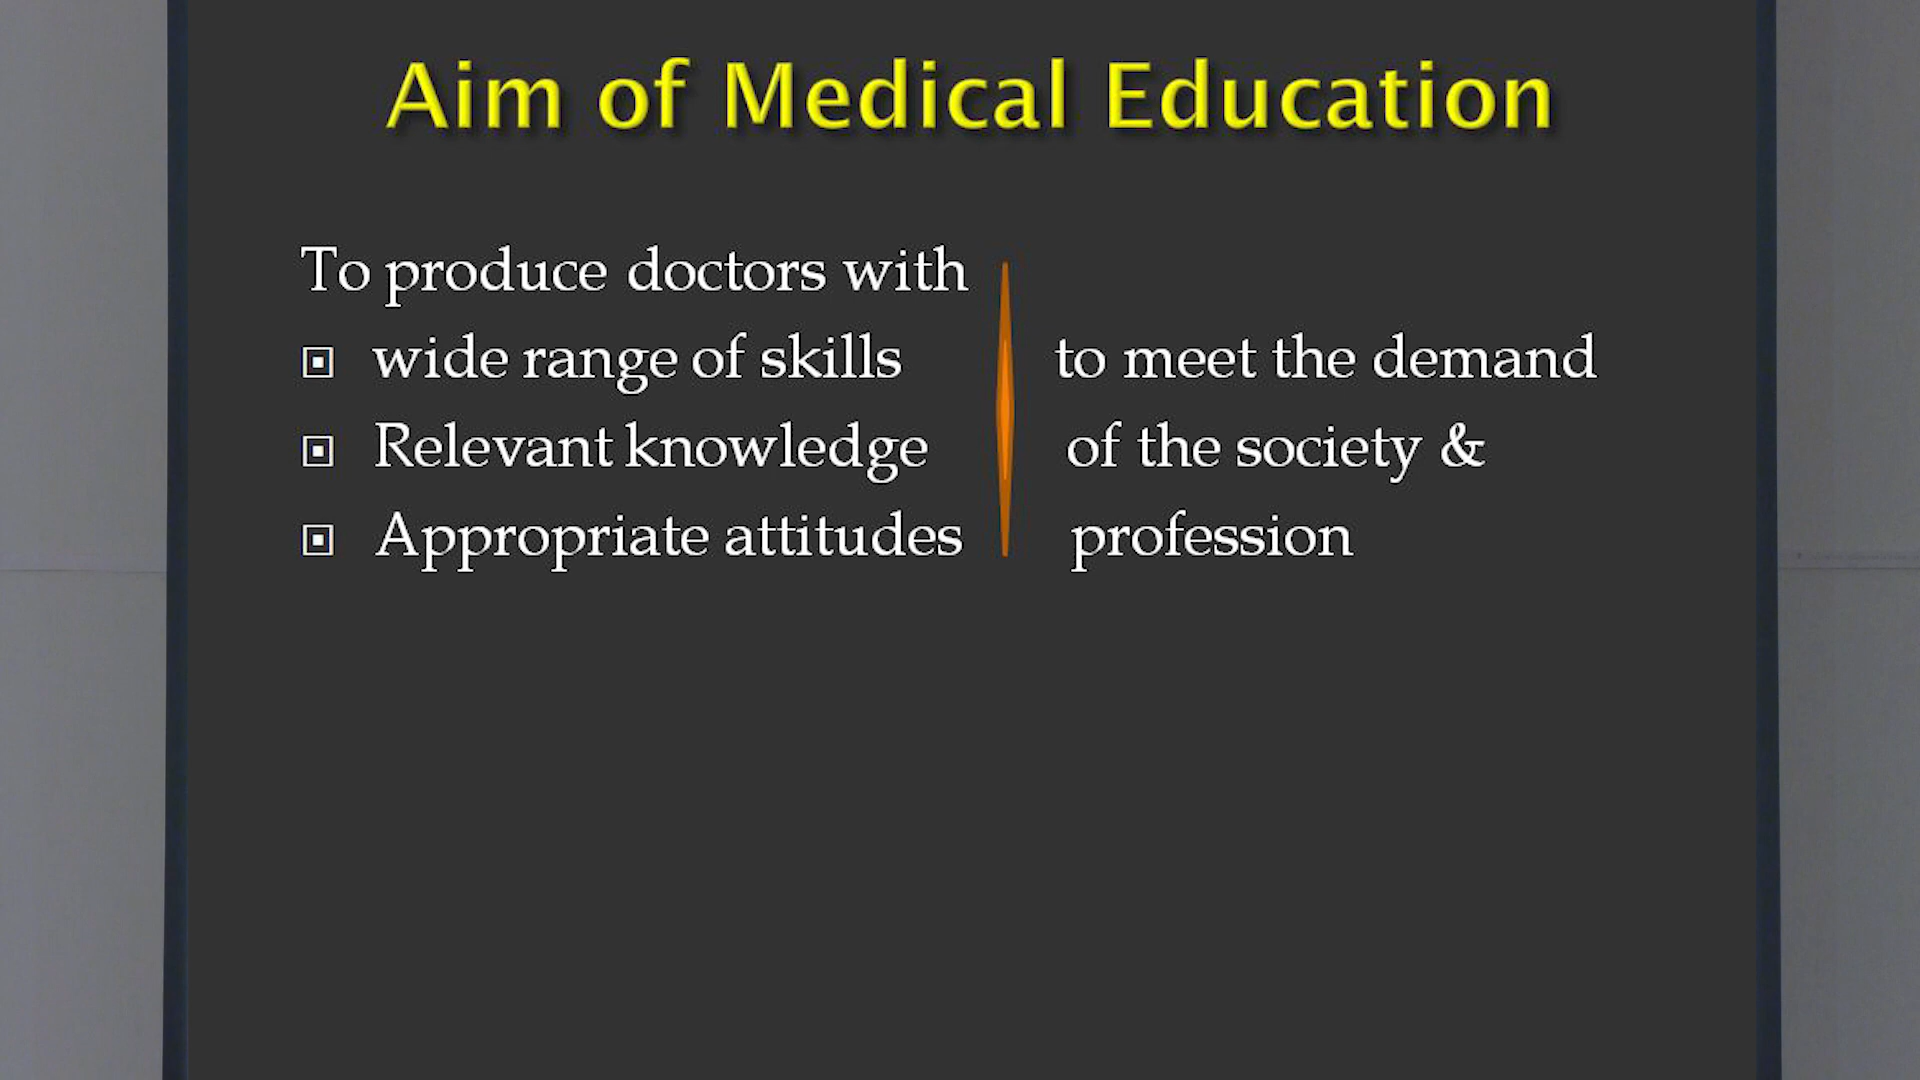 Aim of Medical Education
To produce doctors with
wide range of skills
Relevant knowledge
Appropriate attitudes
to meet the demand
of the society &
profession